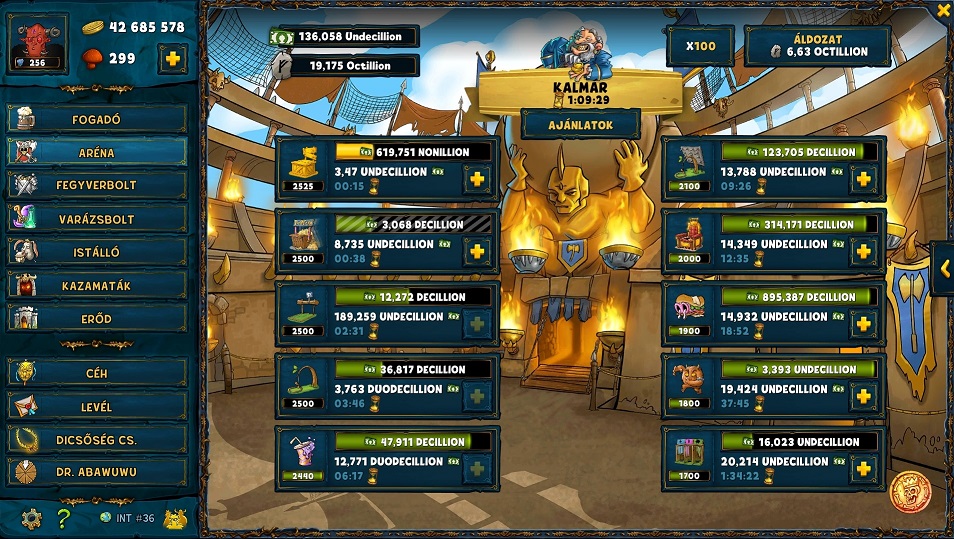 42 685 578
256
299
FOGADÓ
ARÉNA
FEGYVERBOLT
VARÁZSBOLT
ISTÁLLÓ
KAZAMATÁK
ERŐD
CÉH
LEVÉL
DICSŐSÉG CS.
DR. ABAWUWU
INT #36
136,058 Undecillion
19,175 Octillion
KALMÁR
1:09:29
AJÁNLATOK
X100
ÁLDOZAT
6,63 OCTILLION
619,751 NONILLION
3,47 UNDECILLION
2525
00:15
3,068 DECILLION
8,735 UNDECILLION
2500
00:38
12,272 DECILLION
189,259 UNDECILLION
2500
02:31
36,817 DECILLION
3,763 DUODECILLION
2500
03:46
47,911 DECILLION
12,771 DUODECILLION
2440
06:17
123,705 DECILLION
13,788 UNDECILLION
2100
09:26
314,171 DECILLION
14,349 UNDECILLION
2000
12:35
895,387 DECILLION
14,932 UNDECILLION
1900
18:52
3,393 UNDECILLION
19,424 UNDECILLION
1800
37:45
16,023 UNDECILLION
20,214 UNDECILLION
1700
1:34:22